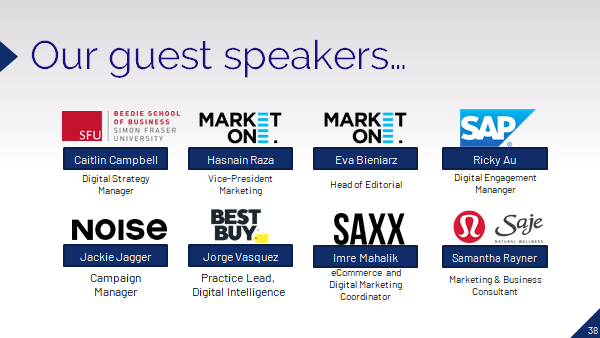 Our guest speakers...
SFU
BEEDIE SCHOOL
OF BUSINESS
SIMON FRASER
UNIVERSITY
MARKET
ONE.
MARKET
ONE.
SAP
Caitlin Campbell
Hasnain Raza
Eva Bieniarz
Ricky Au
Digital Strategy
Manager
Vice-President
Marketing
Head of Editorial
Digital Engagement
Mananger
NOISE
BEST
BUY
SAXX
Saje
NATURAL WELLNESS
Jackie Jagger
Jorge Vasquez
Imre Mahalik
Samantha Rayner
Campaign
Manager
Practice Lead,
Digital Intelligence
eCommerce and
Digital Marketing
Coordinator
Marketing & Business
Consultant
38